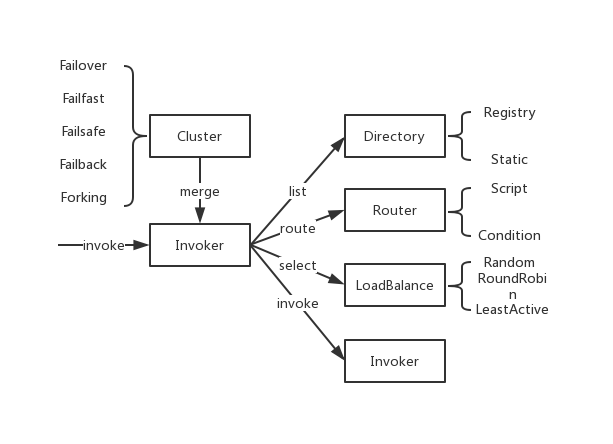 Failover
Failfast
Failsafe
Failback
Forking
Cluster
merge
invoke
Invoker
list
route
select
invoke
Directory
Registry
Static
Router
Script
Condition
LoadBalance
Random
RoundRobi
n
LeastActive
Invoker